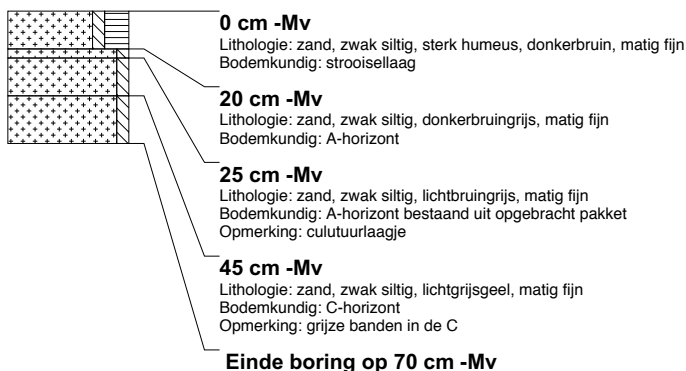 0 cm -Mv
Lithologie: zand, zwak siltig, sterk humeus, donkerbruin, matig fijn
Bodemkundig: strooisellaag
20 cm -Mv
Lithologie: zand, zwak siltig, donkerbruingrijs, matig fijn
Bodemkundig: A-horizont
25 cm -Mv
Lithologie: zand, zwak siltig, lichtbruingrijs, matig fijn
Bodemkundig: A-horizont bestaand uit opgebracht pakket
Opmerking: culutuurlaagje
45 cm -Mv
Lithologie: zand, zwak siltig, lichtgrijsgeel, matig fijn
Bodemkundig: C-horizont
Opmerking: grijze banden in de C
Einde boring op 70 cm -Mv